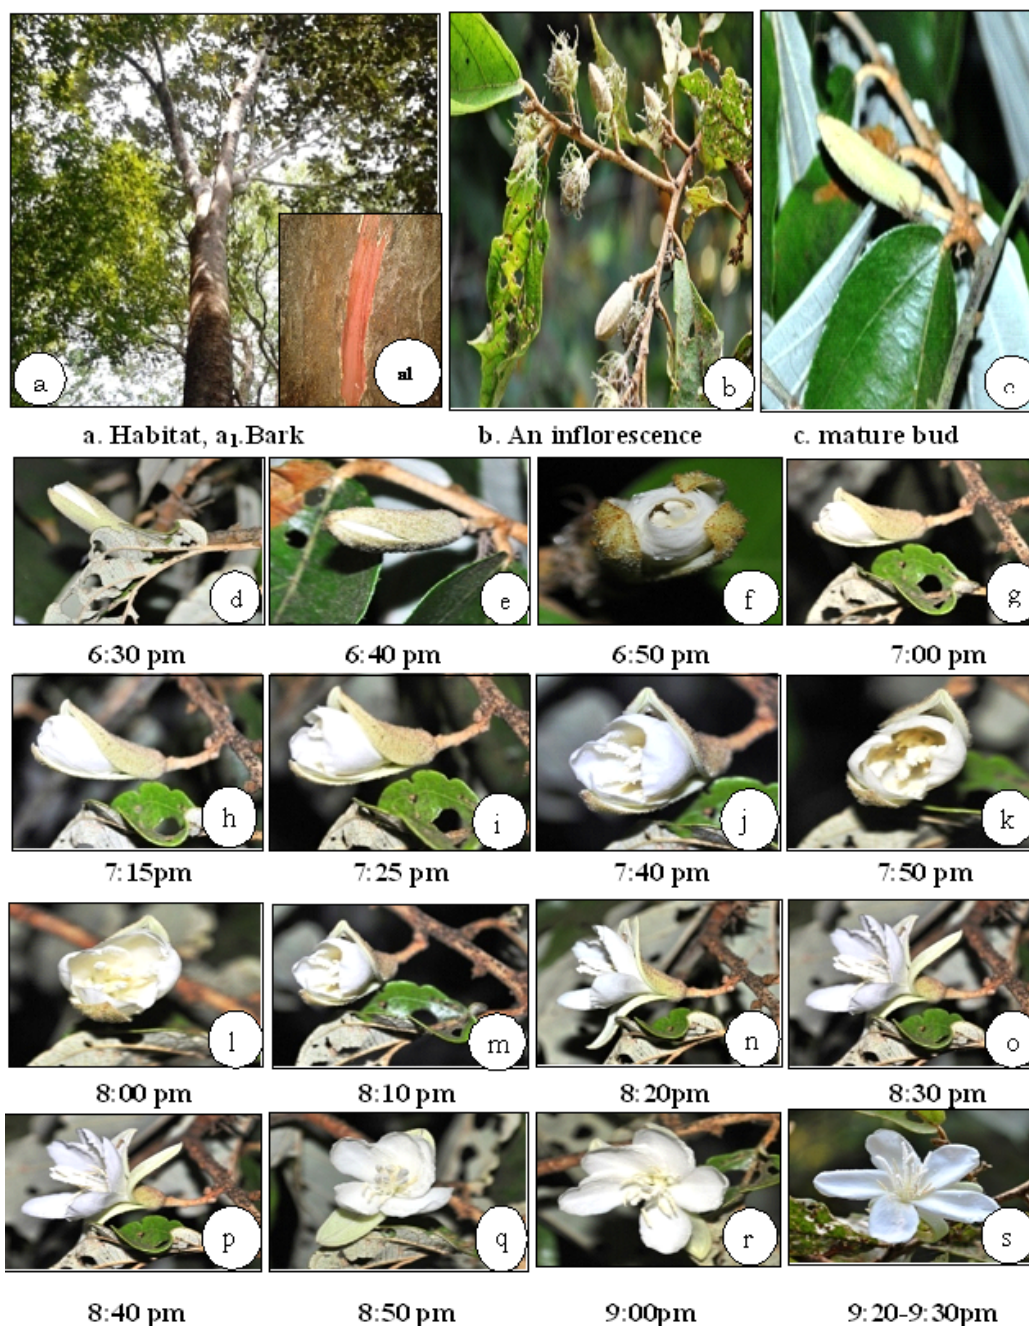 a
a1
b
c
a. Habitat, a₁.Bark
b. An inflorescence
c. mature bud
d
e
f
g
6:30 pm
6:40 pm
6:50 pm
7:00 pm
h
i
j
k
7:15pm
7:25 pm
7:40 pm
7:50 pm
l
m
n
o
8:00 pm
8:10 pm
8:20pm
8:30 pm
p
q
r
s
8:40 pm
8:50 pm
9:00pm
9:20-9:30pm